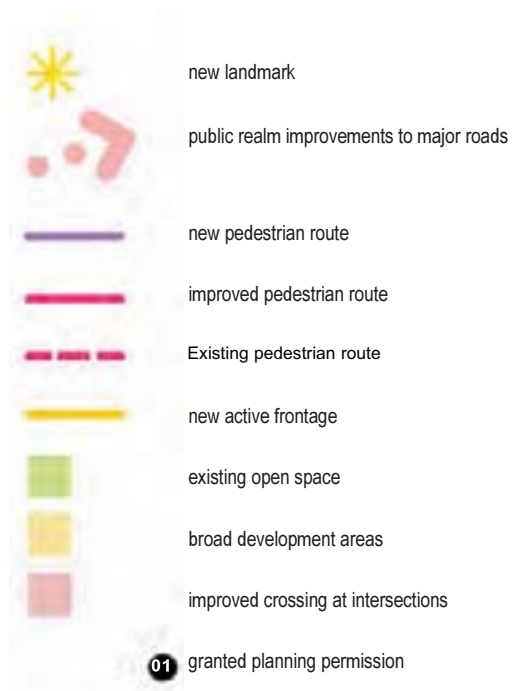 new landmark
public realm improvements to major roads
new pedestrian route
improved pedestrian route
Existing pedestrian route
new active frontage
existing open space
broad development areas
improved crossing at intersections
01 granted planning permission